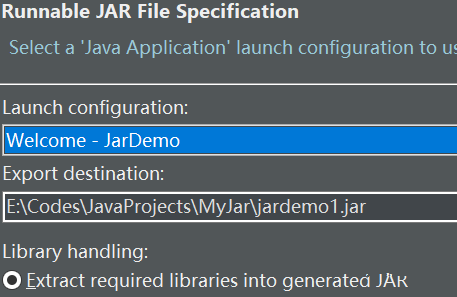 Runnable JAR File Specification
Select a 'Java Application' launch configuration to us
Launch configuration:
Welcome - JarDemo
Export destination:
E:\Codes\JavaProjects\MyJar\jardemo1.jar
Library handling:
Extract required libraries into generated JAR